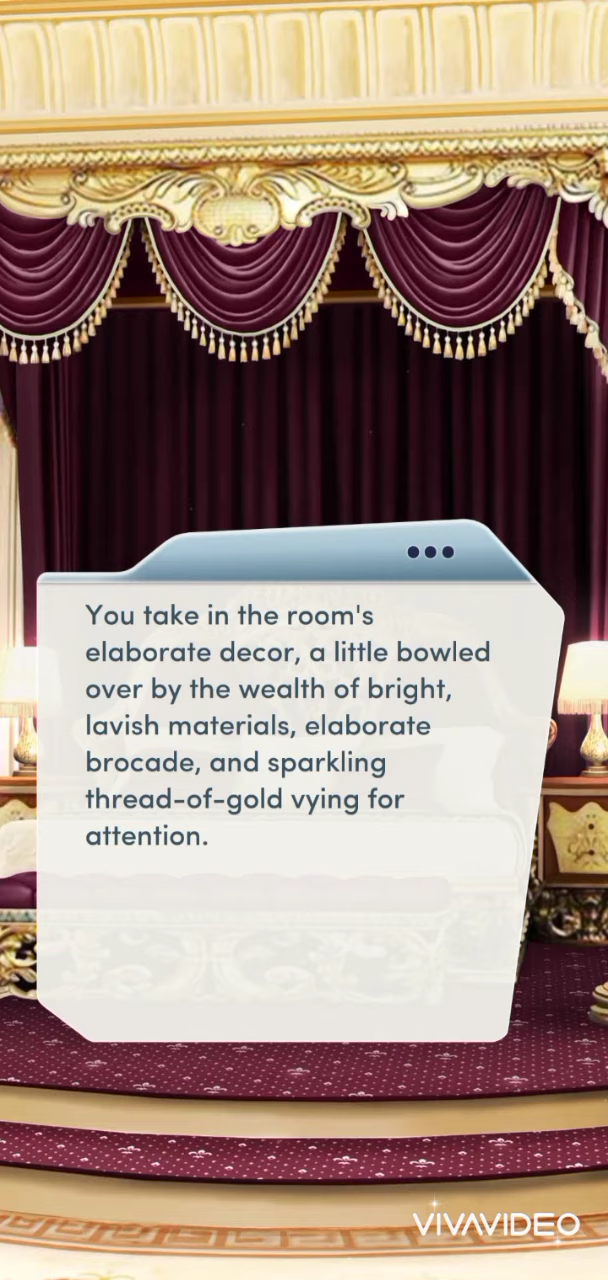 You take in the room's
elaborate decor, a little bowled
over by the wealth of bright,
lavish materials, elaborate
brocade, and sparkling
thread-of-gold vying for
attention.
VIVAVIDEO